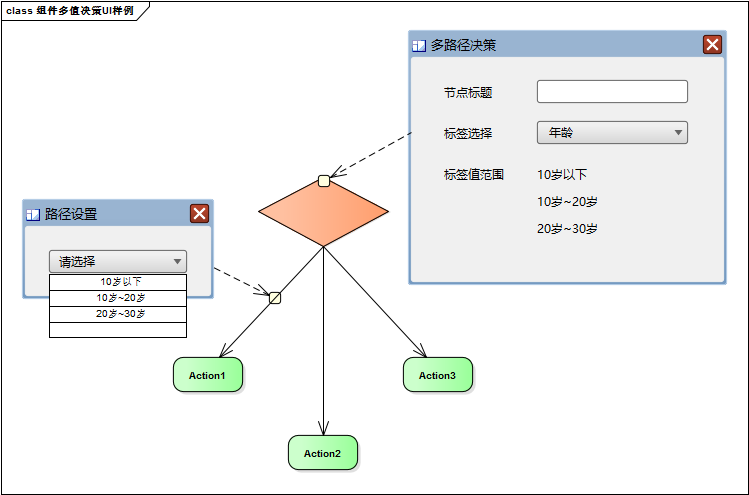 class 组件多值决策UI样例
多路径决策
节点标题
标签选择
年龄
标签值范围
10岁以下
10岁~20岁
20岁~30岁
路径设置
请选择
10岁以下
10岁~20岁
20岁~30岁
Action1
Action3
Action2